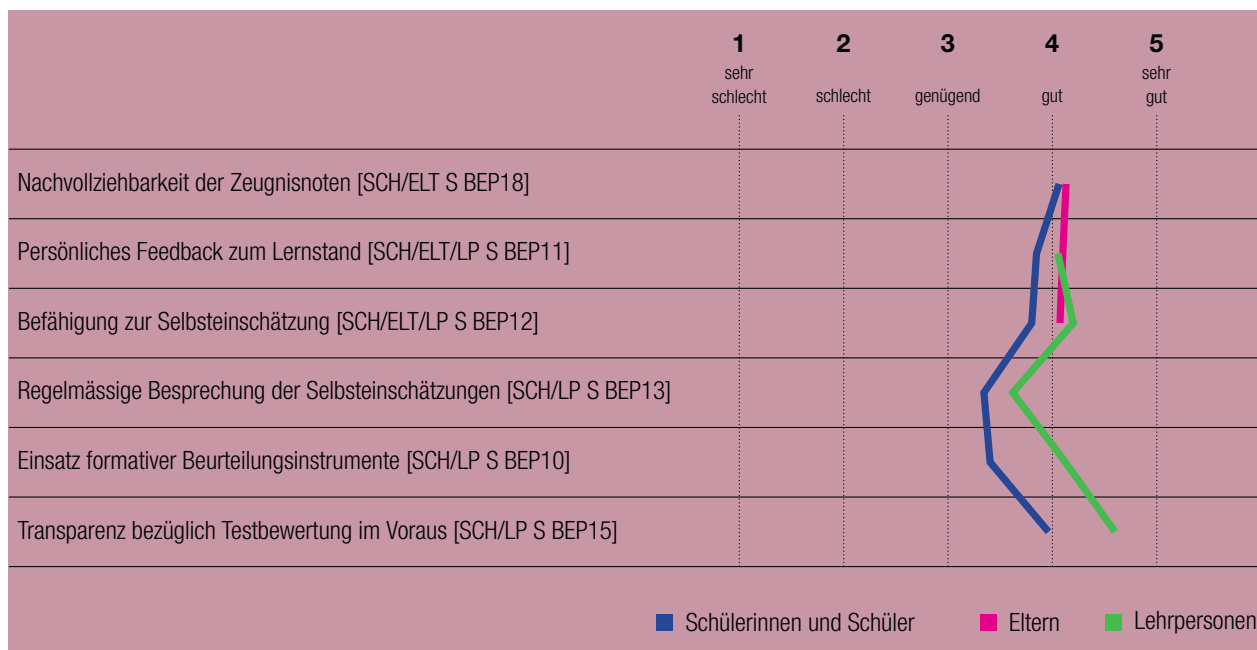 1 2 3 4 5
sehr schlecht schlecht genügend gut sehr gut
Nachvollziehbarkeit der Zeugnisnoten [SCH/ELT S BEP18]
Persönliches Feedback zum Lernstand [SCH/ELT/LP S BEP11]
Befähigung zur Selbsteinschätzung [SCH/ELT/LP S BEP12]
Regelmässige Besprechung der Selbsteinschätzungen [SCH/LP S BEP13]
Einsatz formativer Beurteilungsinstrumente [SCH/LP S BEP10]
Transparenz bezüglich Testbewertung im Voraus [SCH/LP S BEP15]
Schülerinnen und Schüler Eltern Lehrpersonen